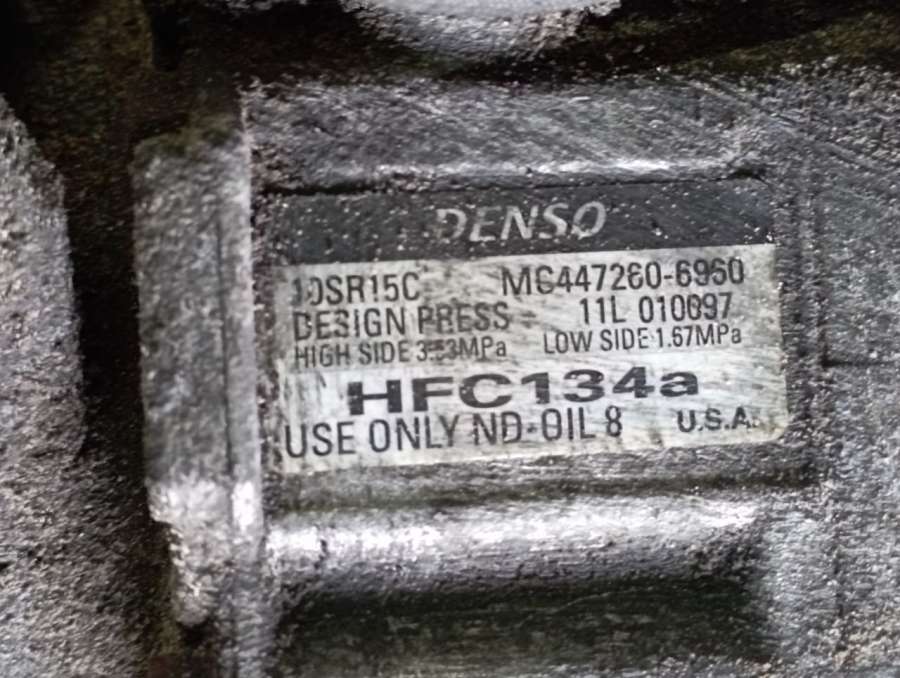 DENSO
10SR15C MC447260-6960
DESIGN PRESS 11L 010697
HIGH SIDE 3.53MPa LOW SIDE 1.67MPa
HFC134a
USE ONLY ND-OIL 8 U.S.A.